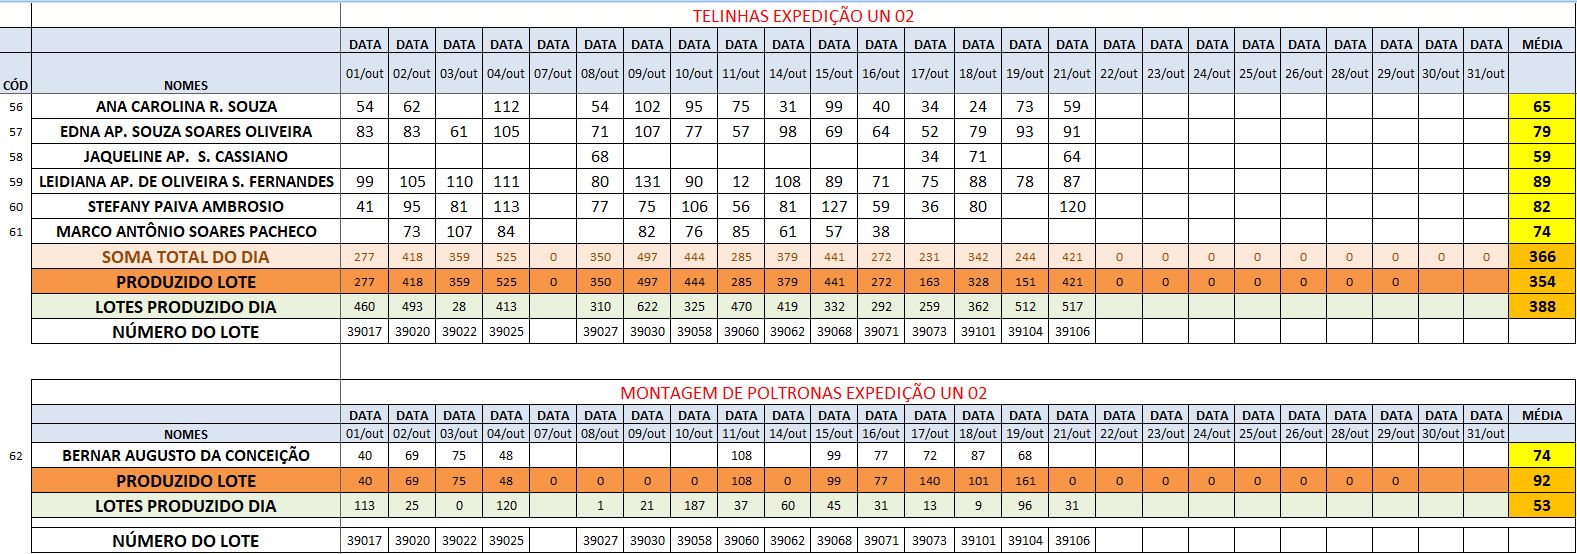 TELINHAS EXPEDIÇÃO UN 02
DATA DATA DATA DATA DATA DATA DATA DATA DATA DATA DATA DATA DATA DATA DATA DATA DATA DATA DATA DATA DATA DATA DATA DATA DATA MÉDIA
CÓD NOMES 01/out 02/out 03/out 04/out 07/out 08/out 09/out 10/out 11/out 14/out 15/out 16/out 17/out 18/out 19/out 21/out 22/out 23/out 24/out 25/out 26/out 28/out 29/out 30/out 31/out
56 ANA CAROLINA R. SOUZA 54 62 112 54 102 95 75 31 99 40 34 24 73 59 65
57 EDNA AP. SOUZA SOARES OLIVEIRA 83 83 61 105 71 107 77 57 98 69 64 52 79 93 91 79
58 JAQUELINE AP. S. CASSIANO 68 34 71 64 59
59 LEIDIANA AP. DE OLIVEIRA S. FERNANDES 99 105 110 111 80 131 90 12 108 89 71 75 88 78 87 89
60 STEFANY PAIVA AMBROSIO 41 95 81 113 77 75 106 56 81 127 59 36 80 120 82
61 MARCO ANTÔNIO SOARES PACHECO 73 107 84 82 76 85 61 57 38 74
SOMA TOTAL DO DIA 277 418 359 525 0 350 497 444 285 379 441 272 231 342 244 421 0 0 0 0 0 0 0 0 0 366
PRODUZIDO LOTE 277 418 359 525 0 350 497 444 285 379 441 272 163 328 151 421 0 0 0 0 0 0 0 354
LOTES PRODUZIDO DIA 460 493 28 413 310 622 325 470 419 332 292 259 362 512 517 388
NÚMERO DO LOTE 39017 39020 39022 39025 39027 39030 39058 39060 39062 39068 39071 39073 39101 39104 39106
MONTAGEM DE POLTRONAS EXPEDIÇÃO UN 02
DATA DATA DATA DATA DATA DATA DATA DATA DATA DATA DATA DATA DATA DATA DATA DATA DATA DATA DATA DATA DATA DATA DATA DATA DATA MÉDIA
NOMES 01/out 02/out 03/out 04/out 07/out 08/out 09/out 10/out 11/out 14/out 15/out 16/out 17/out 18/out 19/out 21/out 22/out 23/out 24/out 25/out 26/out 28/out 29/out 30/out 31/out
62 BERNAR AUGUSTO DA CONCEIÇÃO 40 69 75 48 108 99 77 72 87 68 74
PRODUZIDO LOTE 40 69 75 48 0 0 0 0 108 0 99 77 140 101 161 0 0 0 0 0 0 0 0 92
LOTES PRODUZIDO DIA 113 25 0 120 1 21 187 37 60 45 31 13 9 96 31 53
NÚMERO DO LOTE 39017 39020 39022 39025 39027 39030 39058 39060 39062 39068 39071 39073 39101 39104 39106